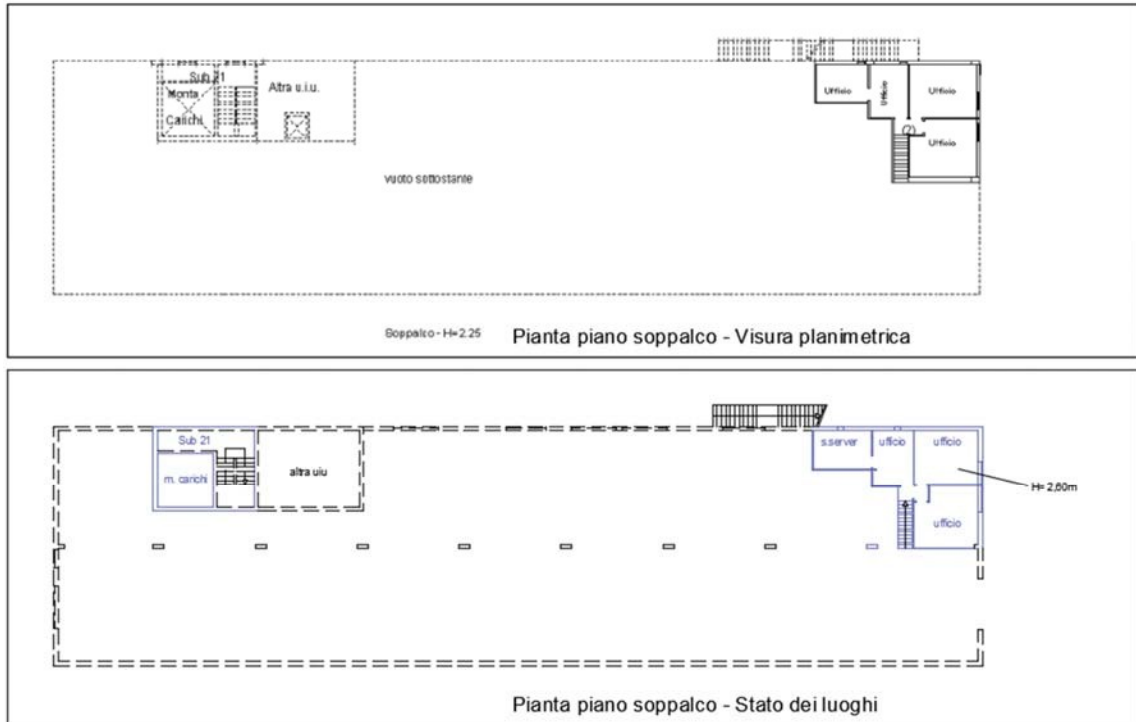 Sub 21
Monta
Carichi
Altra u.i.u.
Ufficio
Ufficio
Ufficio
Ufficio
vuoto sottostante
Soppalco - H=2.25
Pianta piano soppalco - Visura planimetrica
Sub 21
m. carichi
altra uiu
s.server
ufficio
ufficio
H= 2,60m
ufficio
Pianta piano soppalco - Stato dei luoghi